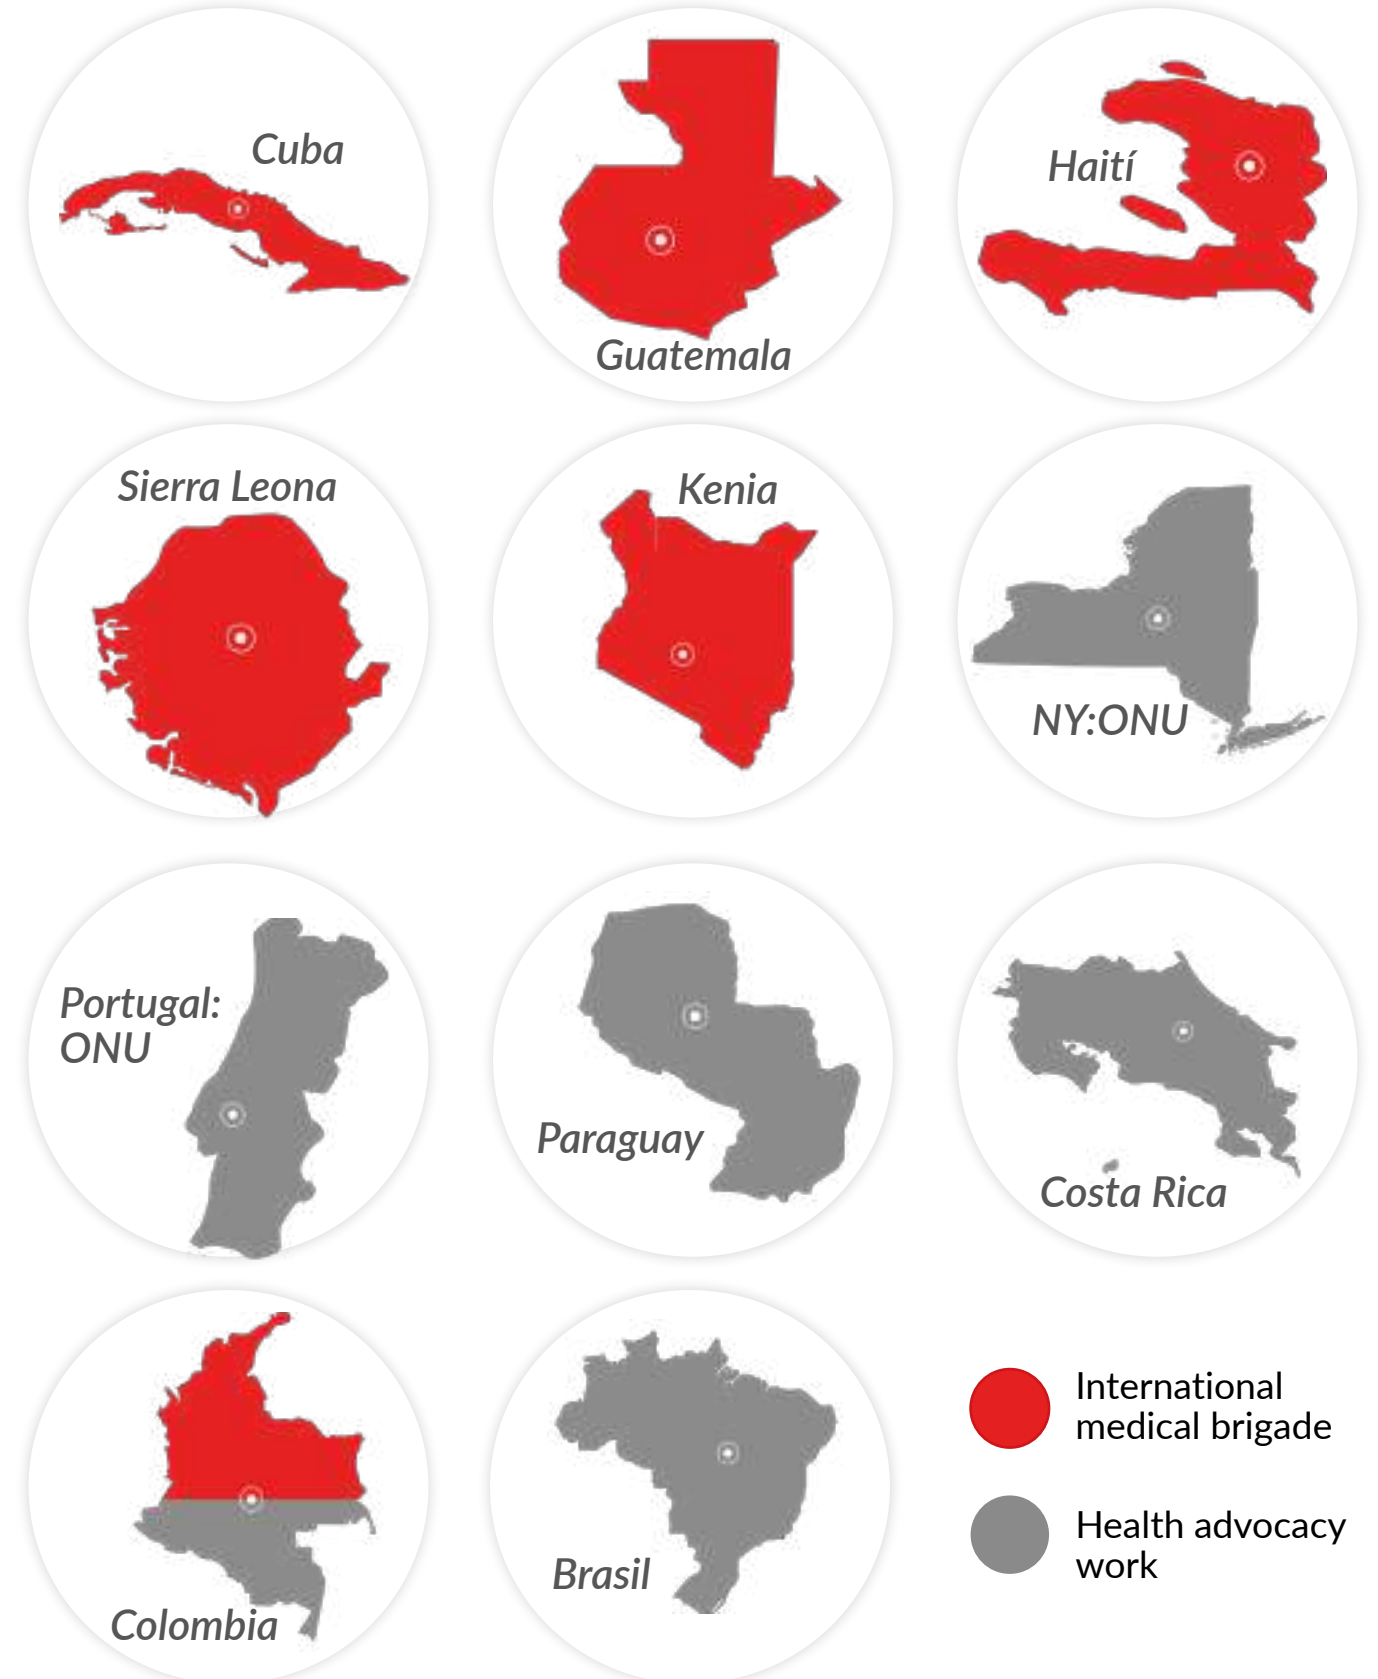 Cuba
Guatemala
Haití
Sierra Leona
Kenia
NY:ONU
Portugal:
ONU
Paraguay
Costa Rica
Colombia
Brasil
International
medical brigade
Health advocacy
work